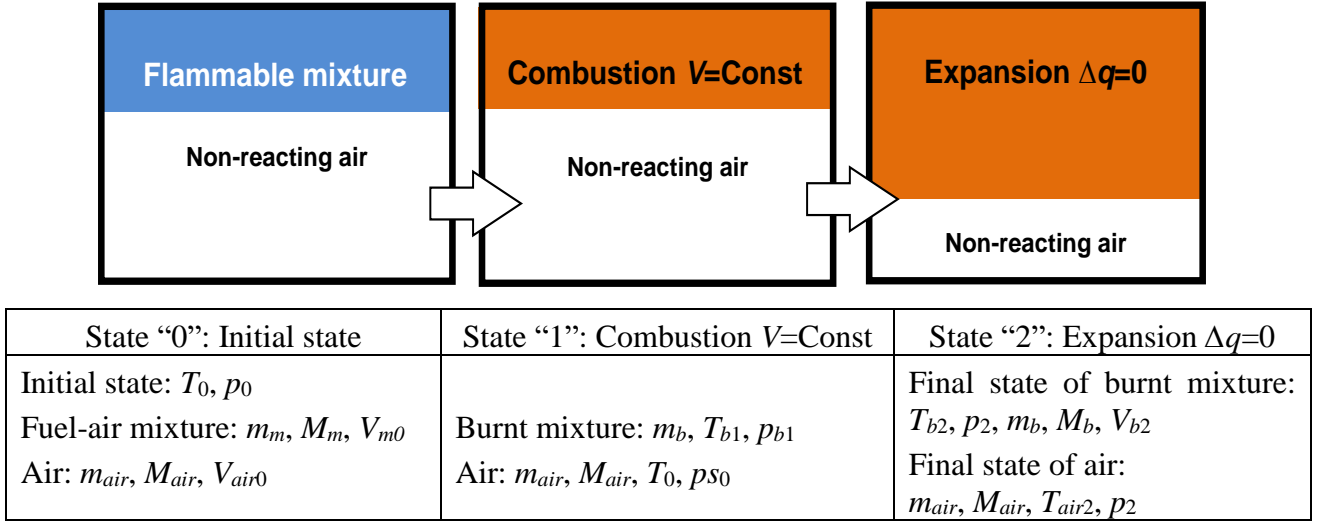 Flammable mixture
Non-reacting air
Combustion V=Const
Non-reacting air
Expansion Δq=0
Non-reacting air
State “0”: Initial state
State “1”: Combustion V=Const
State “2”: Expansion Δq=0
Initial state: T0, p0
Fuel-air mixture: mm, Mm, Vm0
Air: mair, Mair, Vair0
Burnt mixture: mb, Tb1, pb1
Air: mair, Mair, T0, ps0
Final state of burnt mixture:
Tb2, p2, mb, Mb, Vb2
Final state of air:
mair, Mair, Tair2, p2